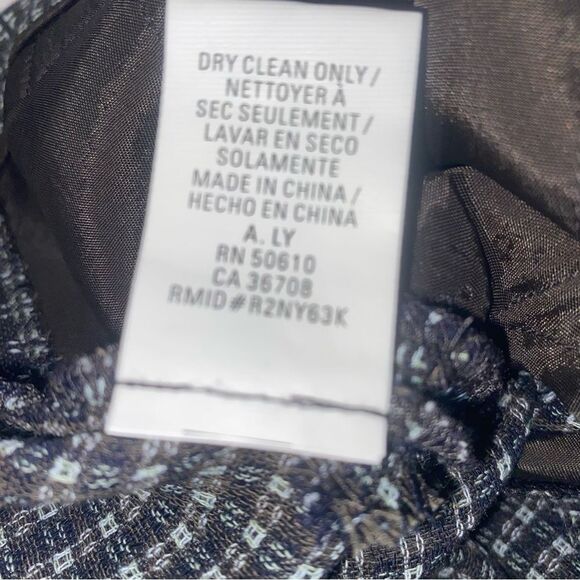 DRY CLEAN ONLY /
NETTOYER À
SEC SEULEMENT /
LAVAR EN SECO
SOLAMENTE
MADE IN CHINA /
HECHO EN CHINA
A. LY
RN 50610
CA 36708
RMID#R2NY63K